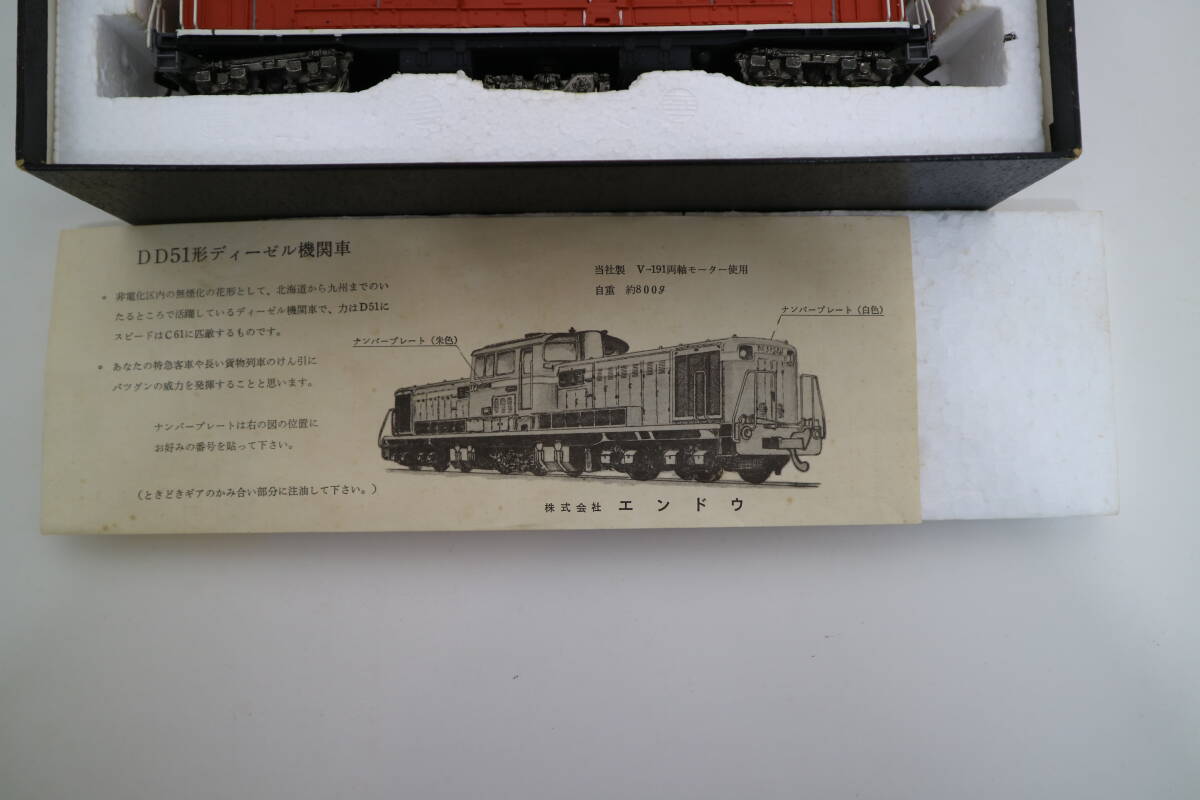 DD51形ディーゼル機関車
• 非電化区内の無煙化の花形として、北海道から九州までのい
たるところで活躍しているディーゼル機関車で、力はD51に
スピードはC61に匹敵するものです。
• あなたの特急客車や長い貨物列車のけん引に
バツグンの威力を発揮することと思います。
ナンバープレートは右の図の位置に
お好みの番号を貼って下さい。
(ときどきギアのかみ合い部分に注油して下さい。)
当社製 V-191両軸モーター使用
自重 約800g
ナンバープレート(朱色)
ナンバープレート(白色)
株式会社 エンドウ